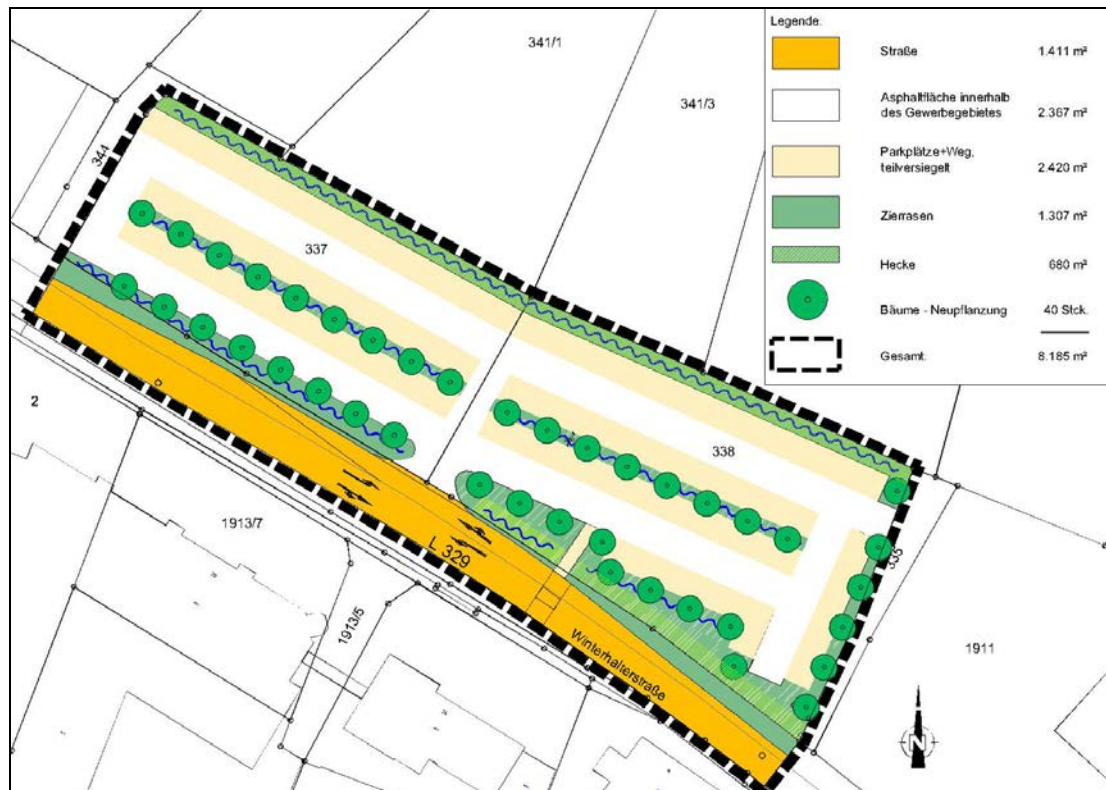 Legende:
Straße 1.411 m²
Asphaltfläche innerhalb
des Gewerbegebietes 2.367 m²
Parkplätze+Weg,
teilversiegelt 2.420 m²
Zierrasen 1.307 m²
Hecke 680 m²
Bäume - Neupflanzung 40 Stck.
Gesamt: 8.185 m²
341/1
341/3
344
337
338
335
2
1913/7
L 329
1913/5
Winterhalterstraße
1911
N